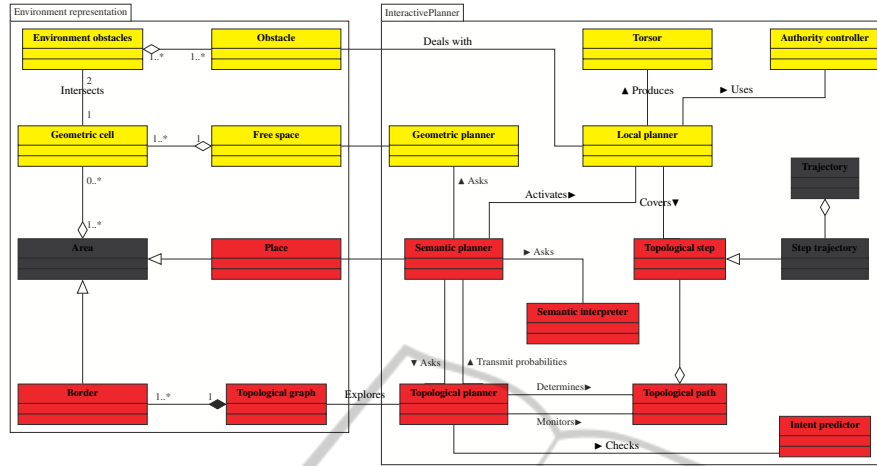 Environment representation
InteractivePlanner
Environment obstacles
Obstacle
Torsor
Authority controller
1..*
1..*
Deals with
2
Intersects
▲ Produces
► Uses
1
Geometric cell
Free space
Geometric planner
Local planner
1..*
1
Trajectory
0..*
▲ Asks
Activates►
Covers▼
1..*
Area
Place
Semantic planner
Topological step
Step trajectory
► Asks
Semantic interpreter
▼ Asks
▲ Transmit probabilities
Border
Topological graph
Topological planner
Topological path
1..*
1
Explores
Determines►
Monitors►
Intent predictor
► Checks